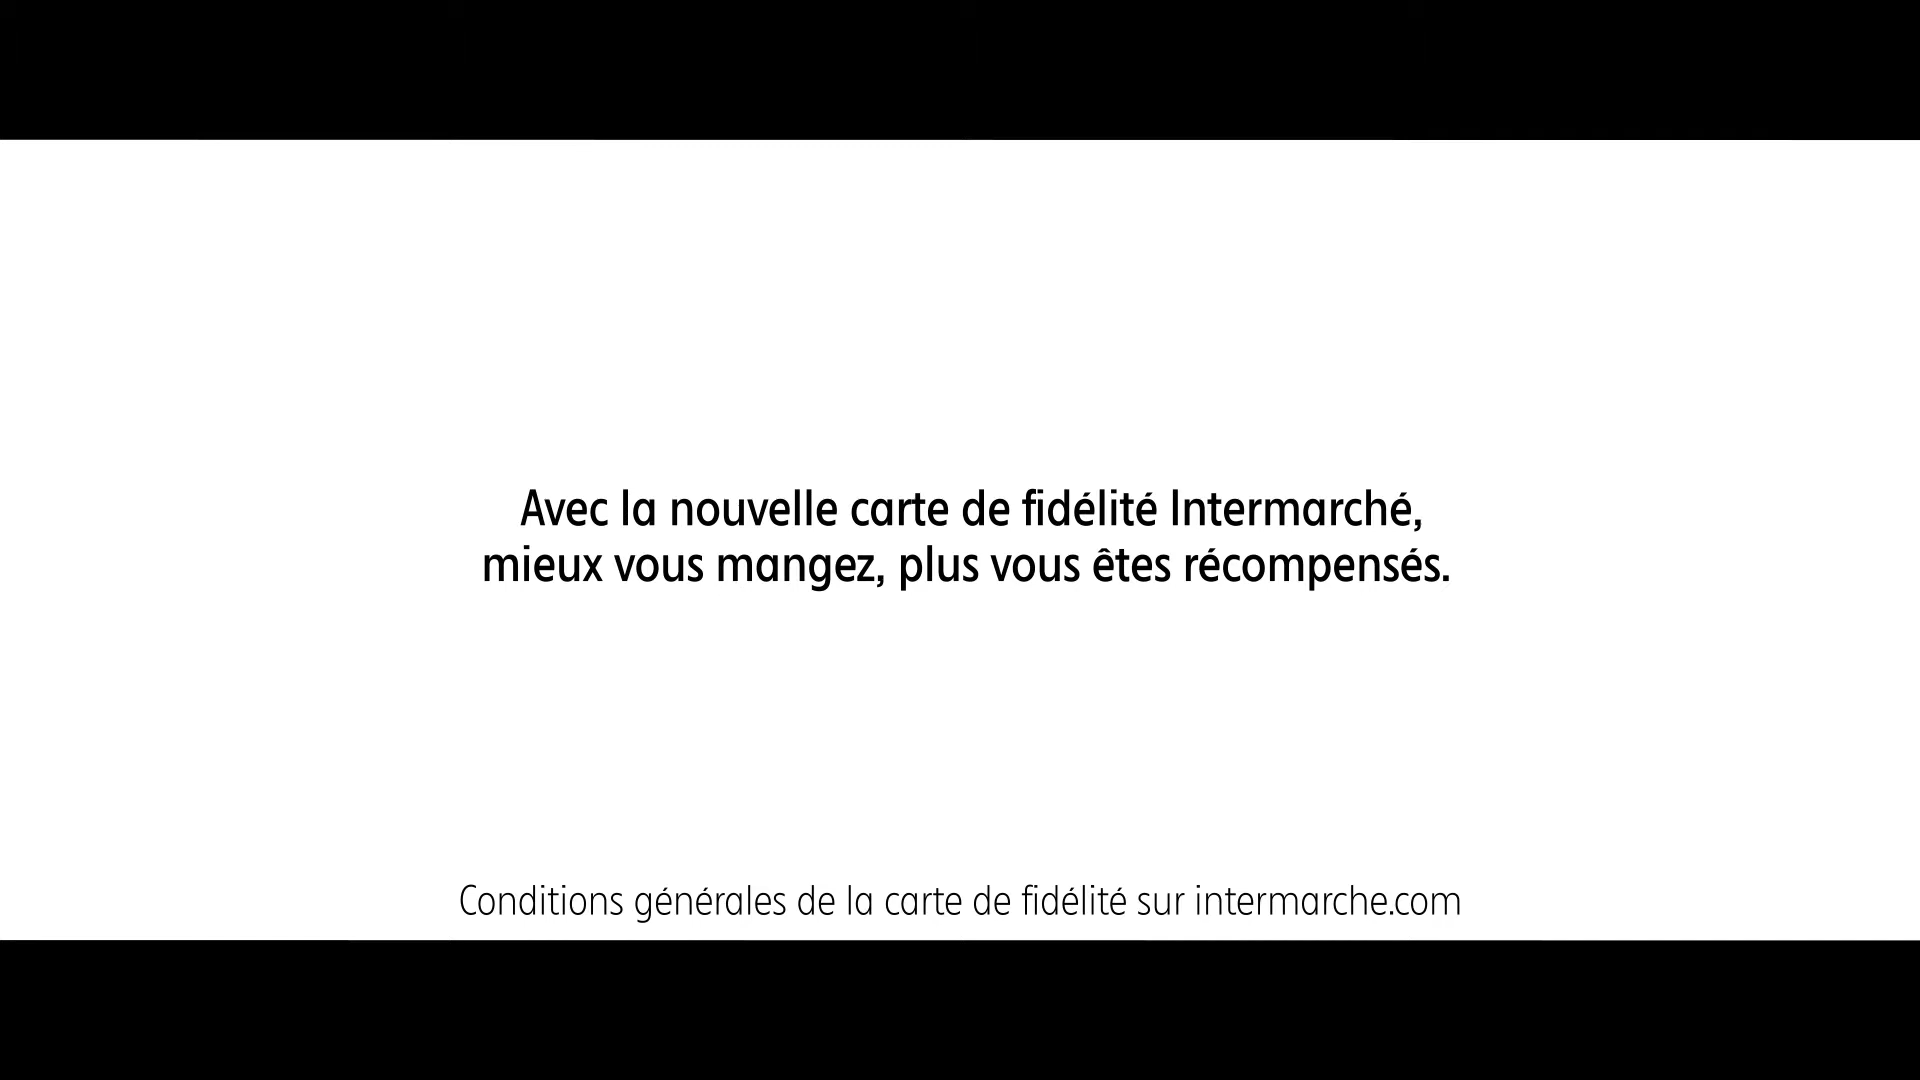 Avec la nouvelle carte de fidélité Intermarché,
mieux vous mangez, plus vous êtes récompensés.
Conditions générales de la carte de fidélité sur intermarche.com